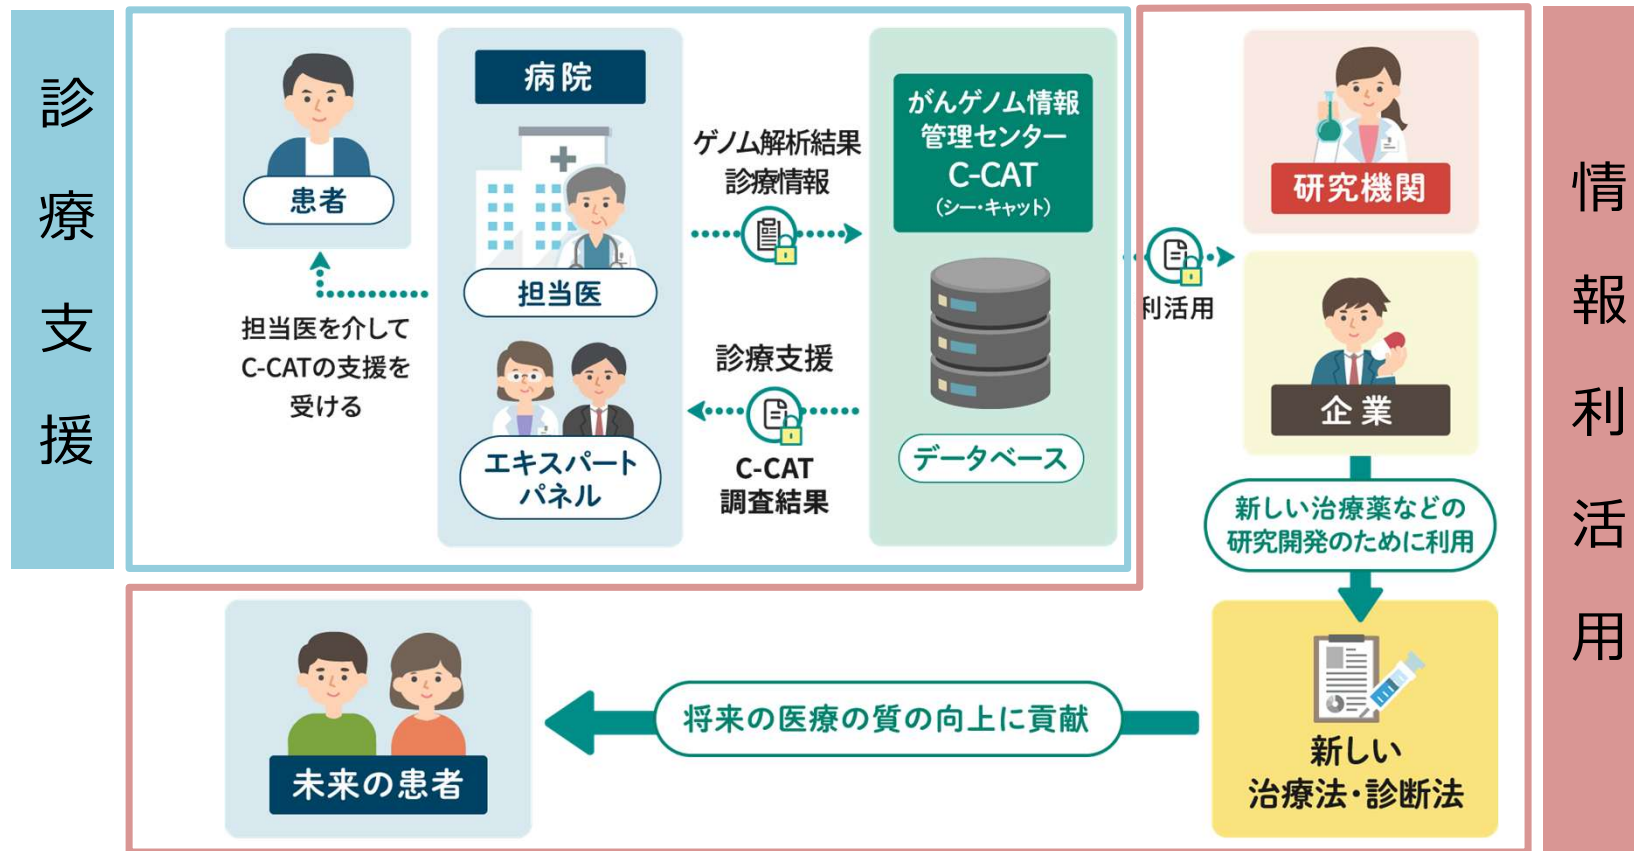 診療支援
患者
担当医を介して
C-CATの支援を
受ける
病院
担当医
エキスパート
パネル
ゲノム解析結果
診療情報
診療支援
C-CAT
調査結果
がんゲノム情報
管理センター
C-CAT
（シー・キャット）
データベース
利活用
研究機関
企業
新しい治療薬などの
研究開発のために利用
新しい
治療法・診断法
将来の医療の質の向上に貢献
未来の患者
情報利活用